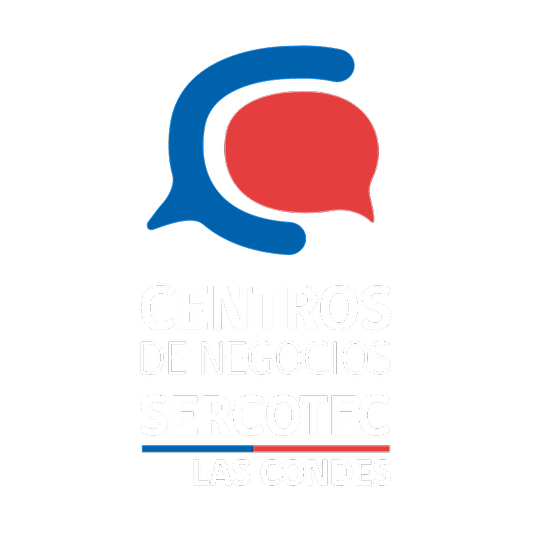 CENTROS
DE NEGOCIOS
SERCOTEC
LAS CONDES